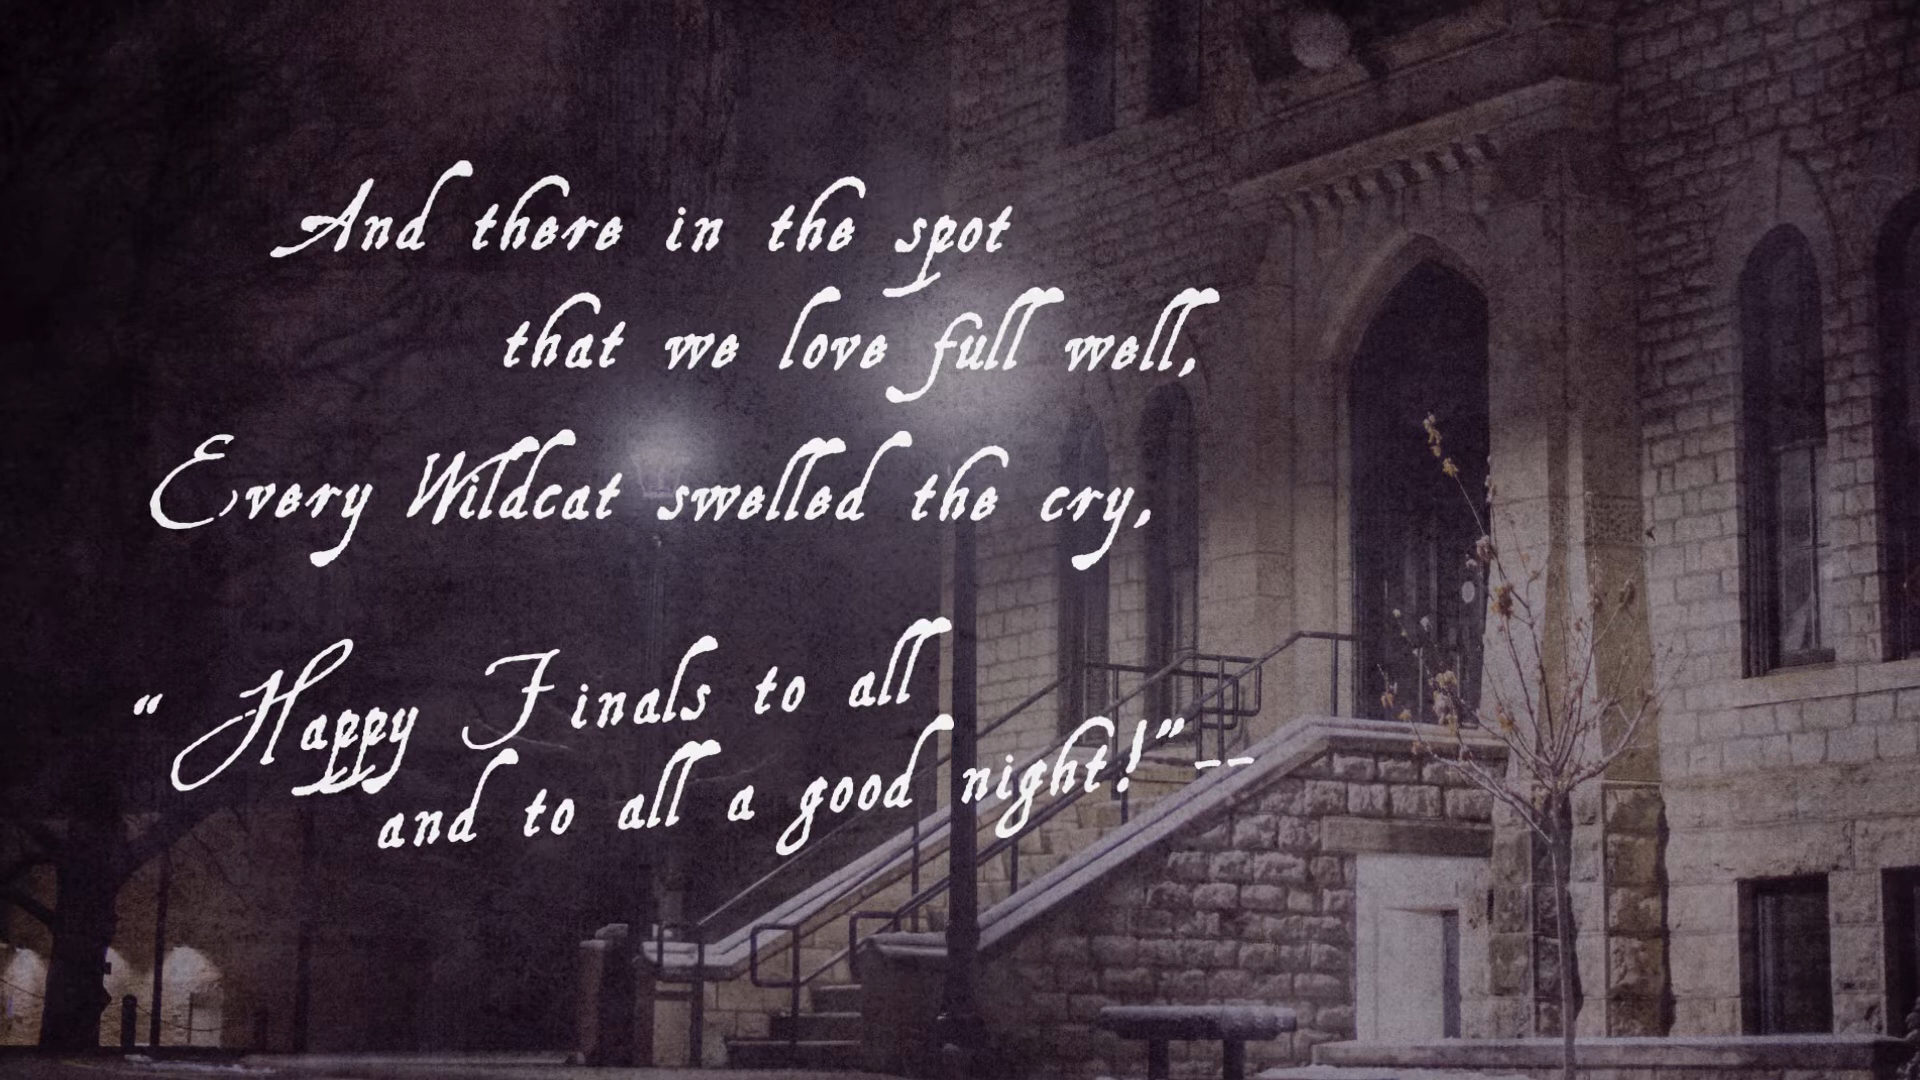 And there in the spot
that we love full well,
Every Wildcat swelled the cry,
“Happy Finals to all
and to all a good night!” --